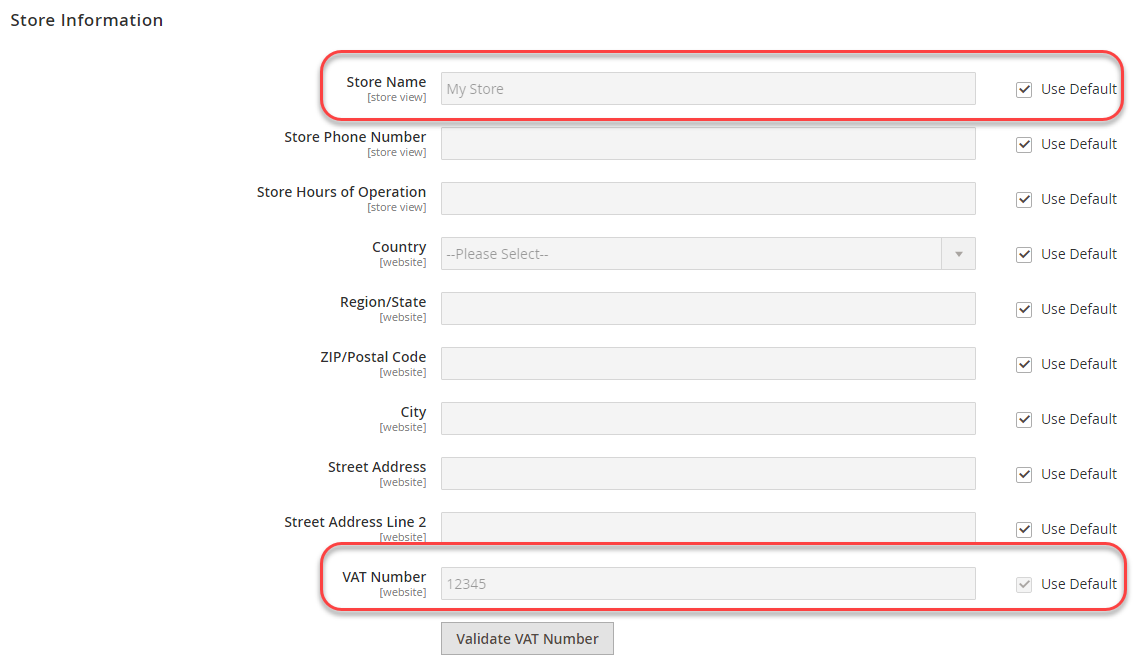 Store Information
Store Name My Store Use Default
[store view]
Store Phone Number Use Default
[store view]
Store Hours of Operation Use Default
[store view]
Country --Please Select-- Use Default
[website]
Region/State Use Default
[website]
ZIP/Postal Code Use Default
[website]
City Use Default
[website]
Street Address Use Default
[website]
Street Address Line 2 Use Default
[website]
VAT Number 12345 Use Default
[website]
Validate VAT Number